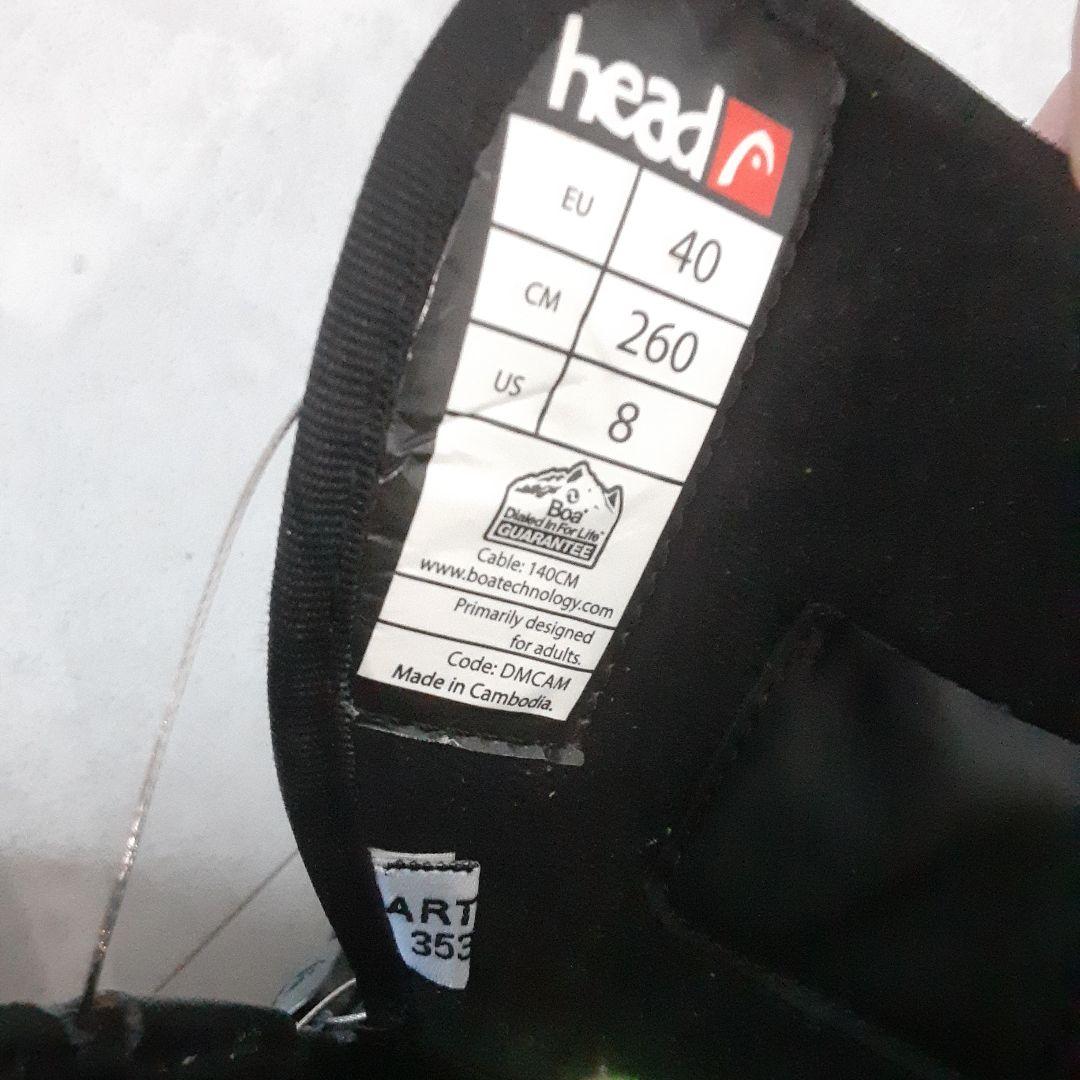 head
EU 40
CM 260
US 8
Boa
Dialed In For Life
GUARANTEE
Cable: 140CM
www.boatechnology.com
Primarily designed
for adults.
Code: DMCAM
Made in Cambodia.
ART
353